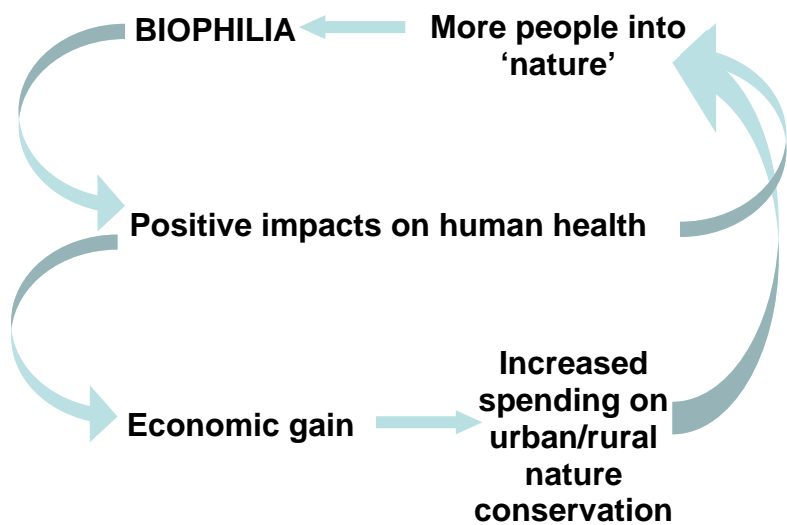 BIOPHILIA
More people into
‘nature’
Positive impacts on human health
Economic gain
Increased
spending on
urban/rural
nature
conservation